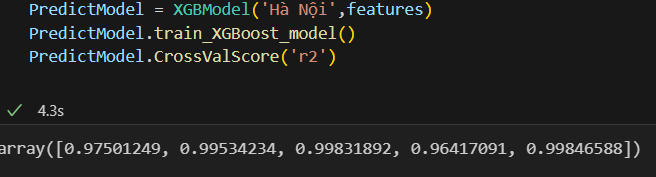 PredictModel = XGBModel('Hà Nội',features)
PredictModel.train_XGBoost_model()
PredictModel.CrossValScore('r2')
✓ 4.3s
array([0.97501249, 0.99534234, 0.99831892, 0.96417091, 0.99846588])